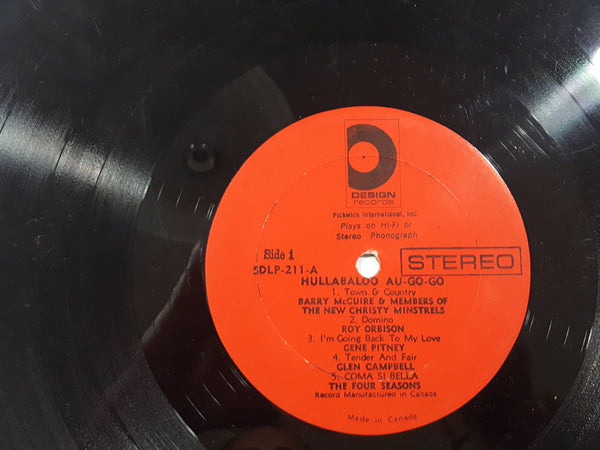 DESIGN
records
Pickwick International, Inc.
Plays on Hi-Fi or
Stereo Phonograph
Side 1
STEREO
SDLP-211-A
HULLABALOO AU-GO-GO
1. Town & Country
BARRY McGUIRE & MEMBERS OF
THE NEW CHRISTY MINSTRELS
2. Domino
ROY ORBISON
3. I'm Going Back To My Love
GENE PITNEY
4. Tender And Fair
GLEN CAMPBELL
5. COMA SI BELLA
THE FOUR SEASONS
Record Manufactured in Canada
Made in Canada